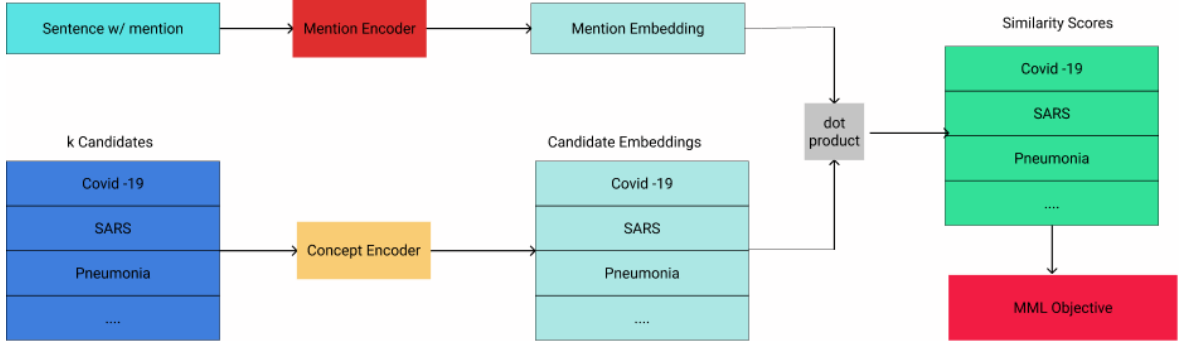 Sentence w/ mention
Mention Encoder
Mention Embedding
Similarity Scores
Covid -19
SARS
Pneumonia
....
dot
product
k Candidates
Covid -19
SARS
Pneumonia
....
Concept Encoder
Candidate Embeddings
Covid -19
SARS
Pneumonia
....
MML Objective